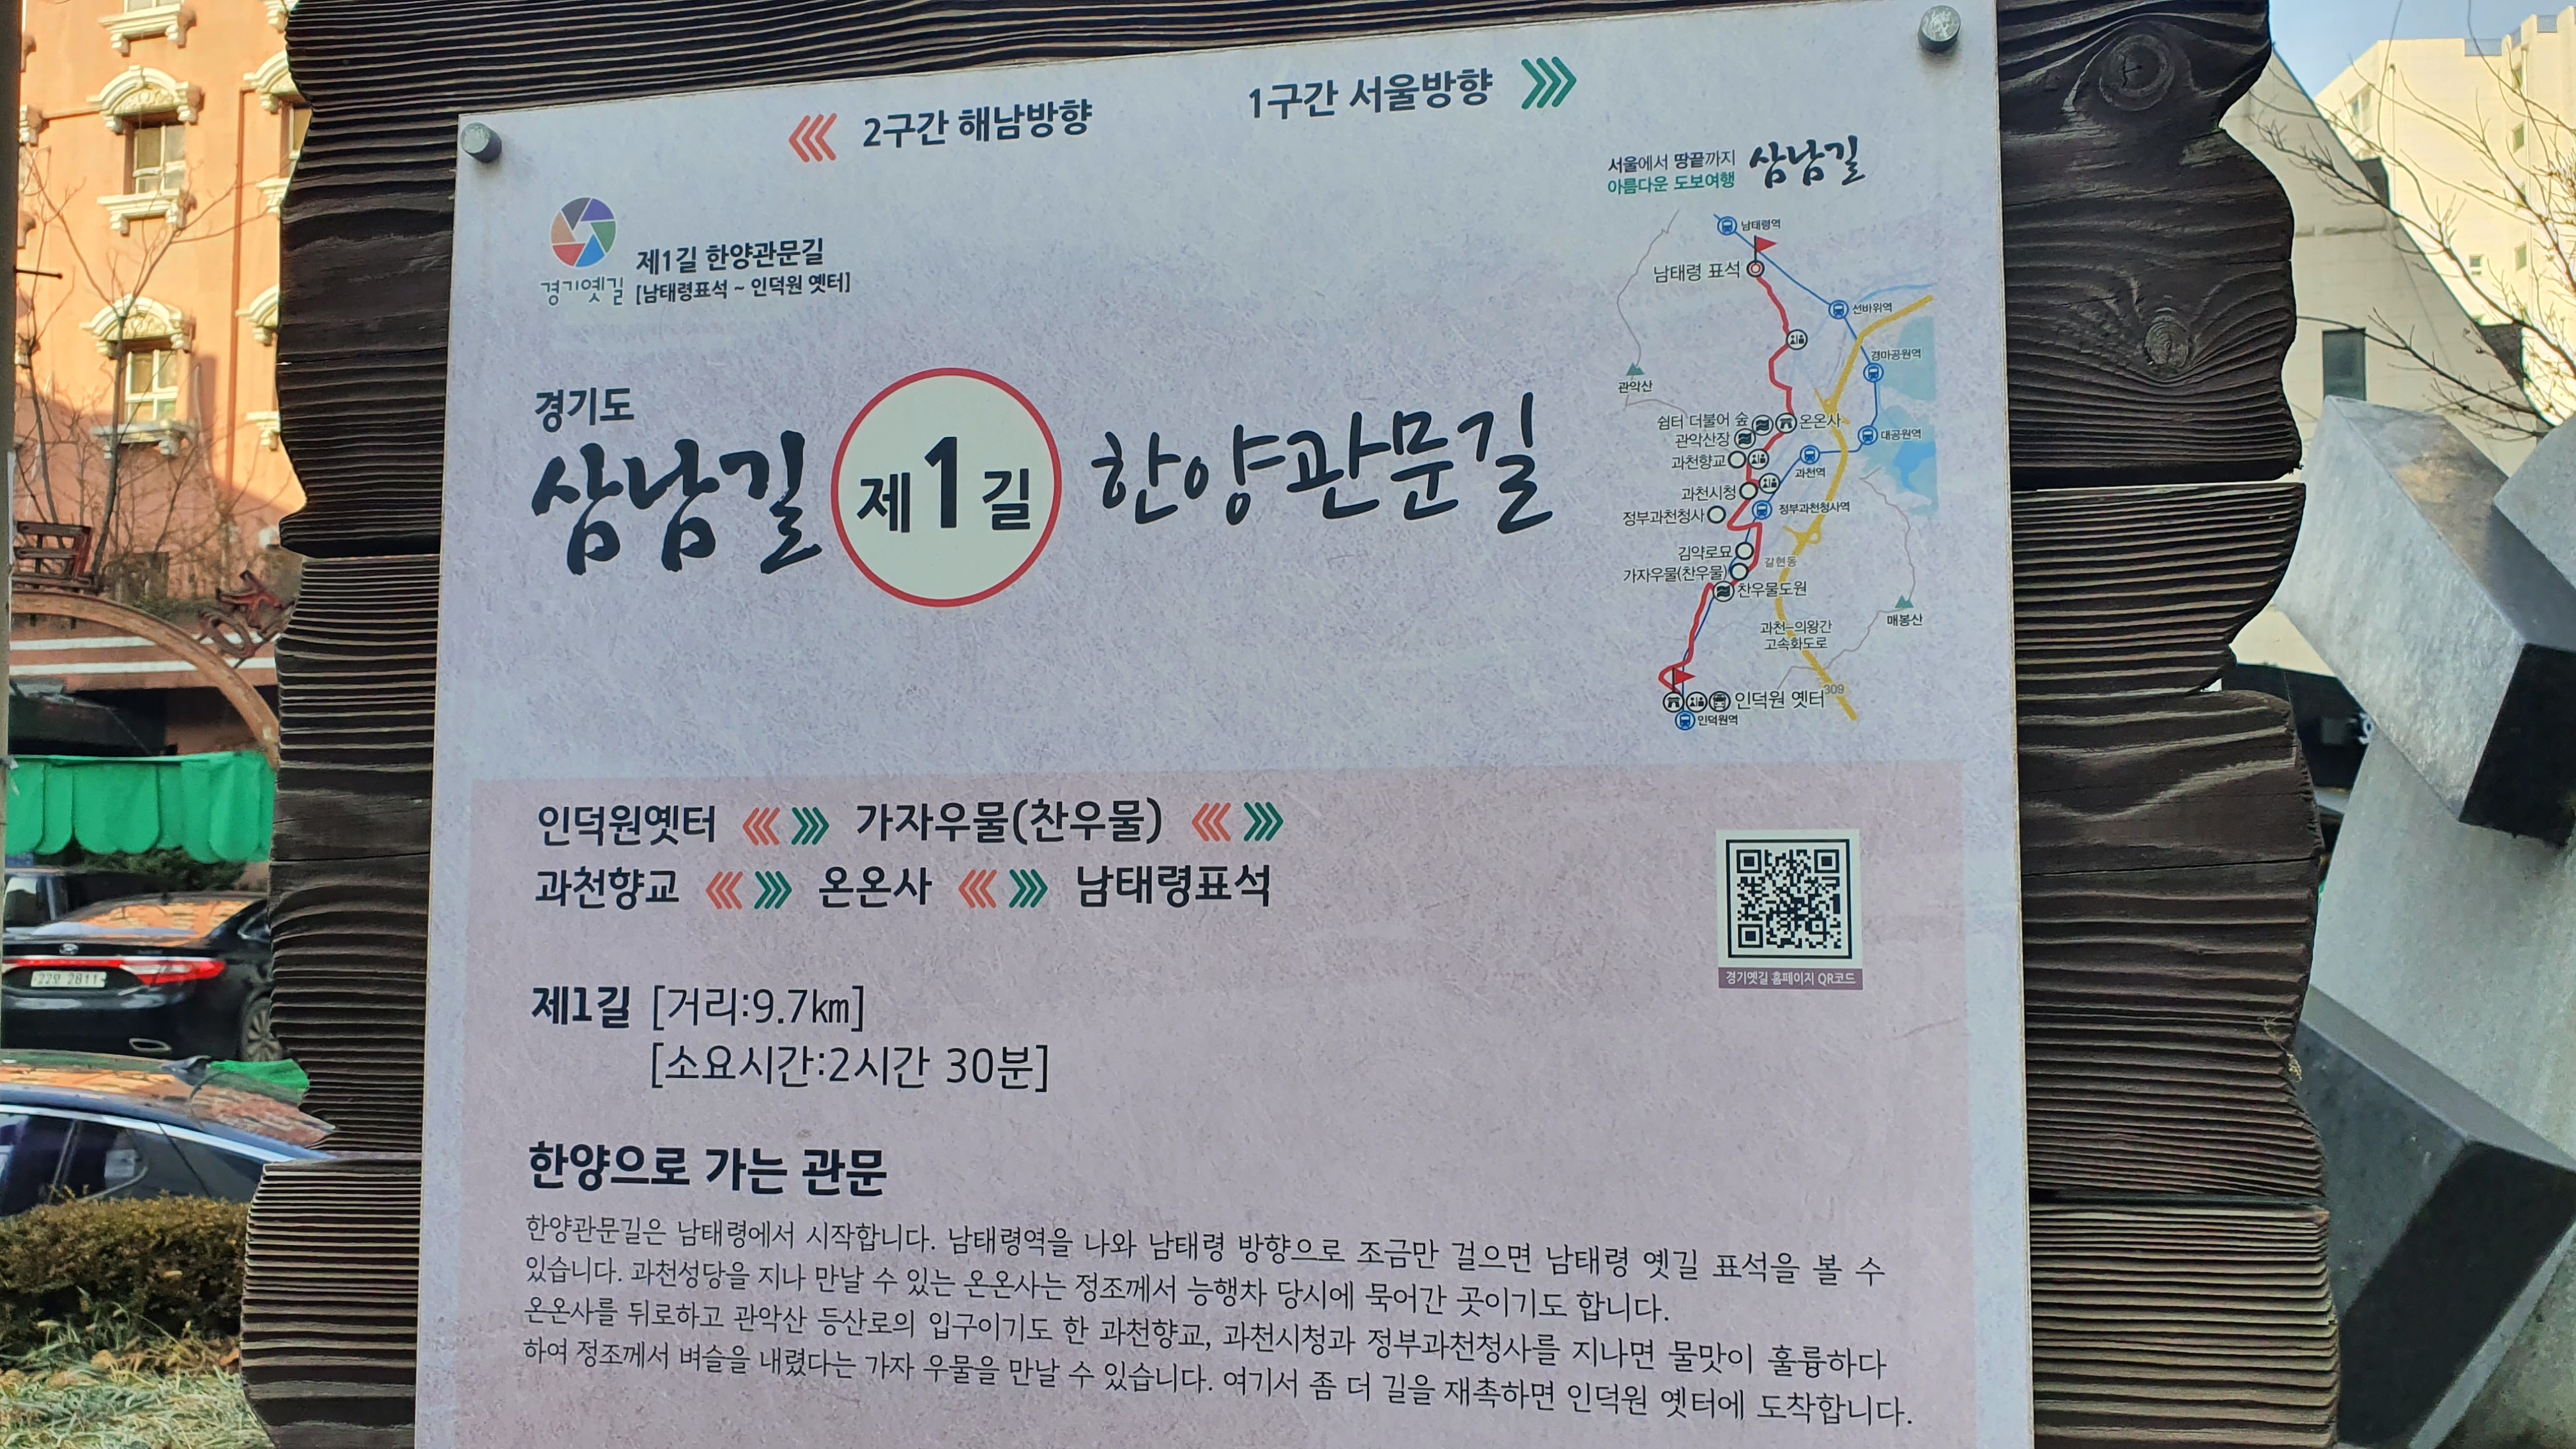 2구간 해남방향
1구간 서울방향
서울에서 땅끝까지
아름다운 도보여행
삼남길
경기옛길
제1길 한양관문길
[남태령표석 ~ 인덕원 옛터]
경기도
삼남길 제1길 한양관문길
남태령역
남태령 표석
선바위역
경마공원역
관악산
쉼터 더불어 숲
온온사
관악산장
대공원역
과천향교
과천역
과천시청
정부과천청사
정부과천청사역
김약로묘
갈현동
가자우물(찬우물)
찬우물도원
매봉산
과천-의왕간
고속화도로
309
인덕원 옛터
인덕원역
인덕원옛터 가자우물(찬우물)
과천향교 온온사 남태령표석
경기옛길 홈페이지 QR코드
제1길 [거리:9.7km]
[소요시간:2시간 30분]
한양으로 가는 관문
한양관문길은 남태령에서 시작합니다. 남태령역을 나와 남태령 방향으로 조금만 걸으면 남태령 옛길 표석을 볼 수
있습니다. 과천성당을 지나 만날 수 있는 온온사는 정조께서 능행차 당시에 묵어간 곳이기도 합니다.
온온사를 뒤로하고 관악산 등산로의 입구이기도 한 과천향교, 과천시청과 정부과천청사를 지나면 물맛이 훌륭하다
하여 정조께서 벼슬을 내렸다는 가자 우물을 만날 수 있습니다. 여기서 좀 더 길을 재촉하면 인덕원 옛터에 도착합니다.